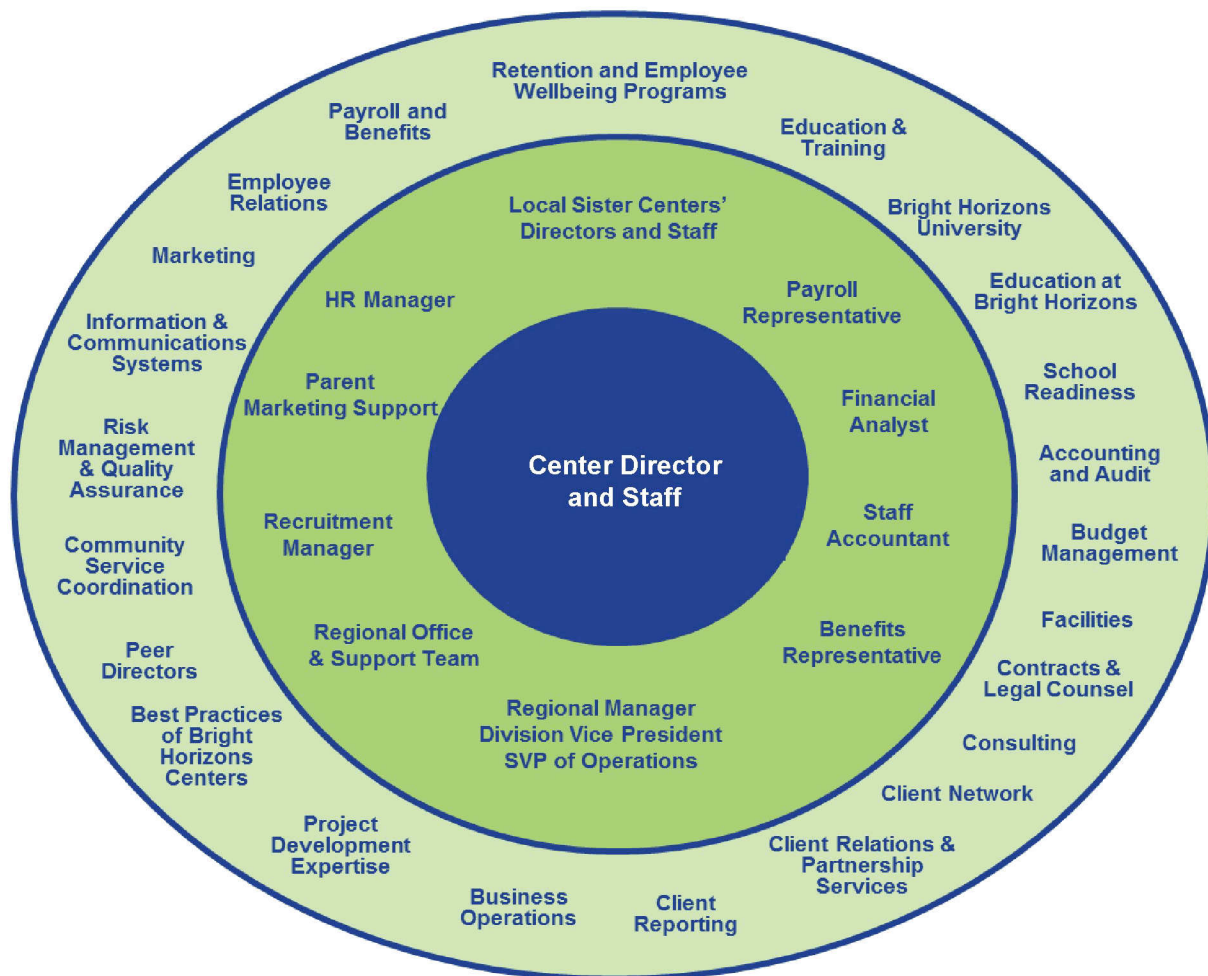 Retention and Employee
Wellbeing Programs
Payroll and
Benefits
Education &
Training
Employee
Relations
Bright Horizons
University
Marketing
Education at
Bright Horizons
Information &
Communications
Systems
School
Readiness
Risk
Management
& Quality
Assurance
Accounting
and Audit
Community
Service
Coordination
Budget
Management
Peer
Directors
Facilities
Contracts &
Legal Counsel
Best Practices
of Bright
Horizons
Centers
Consulting
Client Network
Project
Development
Expertise
Client Relations &
Partnership
Services
Business
Operations
Client
Reporting
Local Sister Centers’
Directors and Staff
HR Manager
Payroll
Representative
Parent
Marketing Support
Financial
Analyst
Recruitment
Manager
Staff
Accountant
Regional Office
& Support Team
Benefits
Representative
Regional Manager
Division Vice President
SVP of Operations
Center Director
and Staff